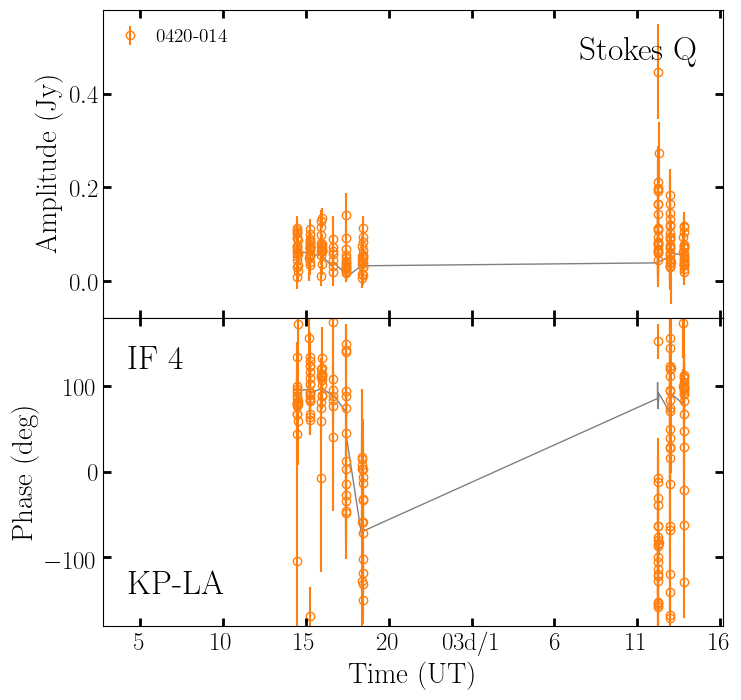 0420-014
Stokes Q
Amplitude (Jy)
0.4
0.2
0.0
IF 4
KP-LA
Phase (deg)
100
0
−100
5 10 15 20 03d/1 6 11 16
Time (UT)